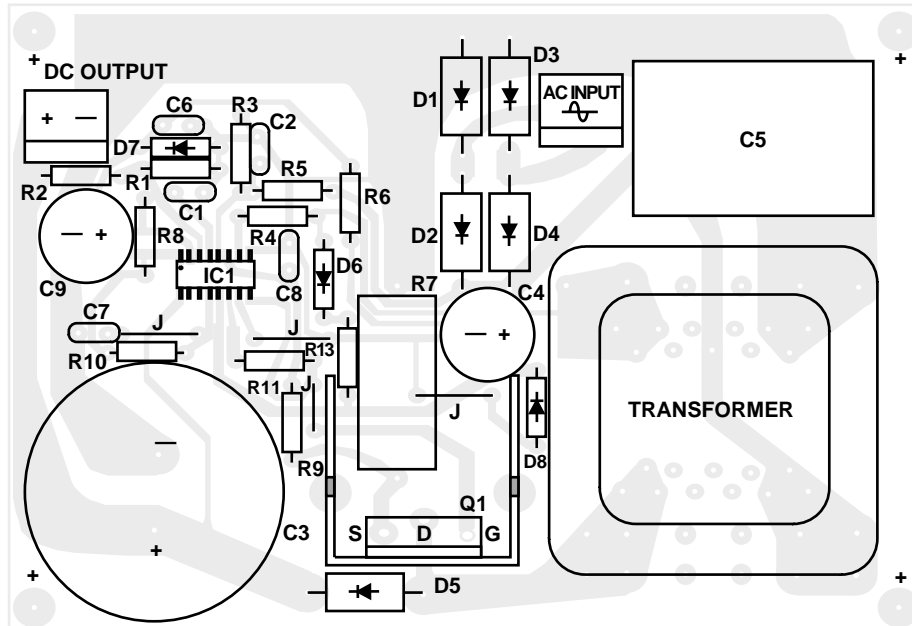 D3
DC OUTPUT
+ —
C6
R3
C2
D1
AC INPUT
C5
D7
R2
R1
C1
R5
R6
R4
R8
D2
D4
— +
IC1
D6
C9
C8
R7
C4
— +
C7
J
J
R10
R13
R11
J
J
TRANSFORMER
—
R9
D8
Q1
S D G
C3
+
D5
+
+
+
+